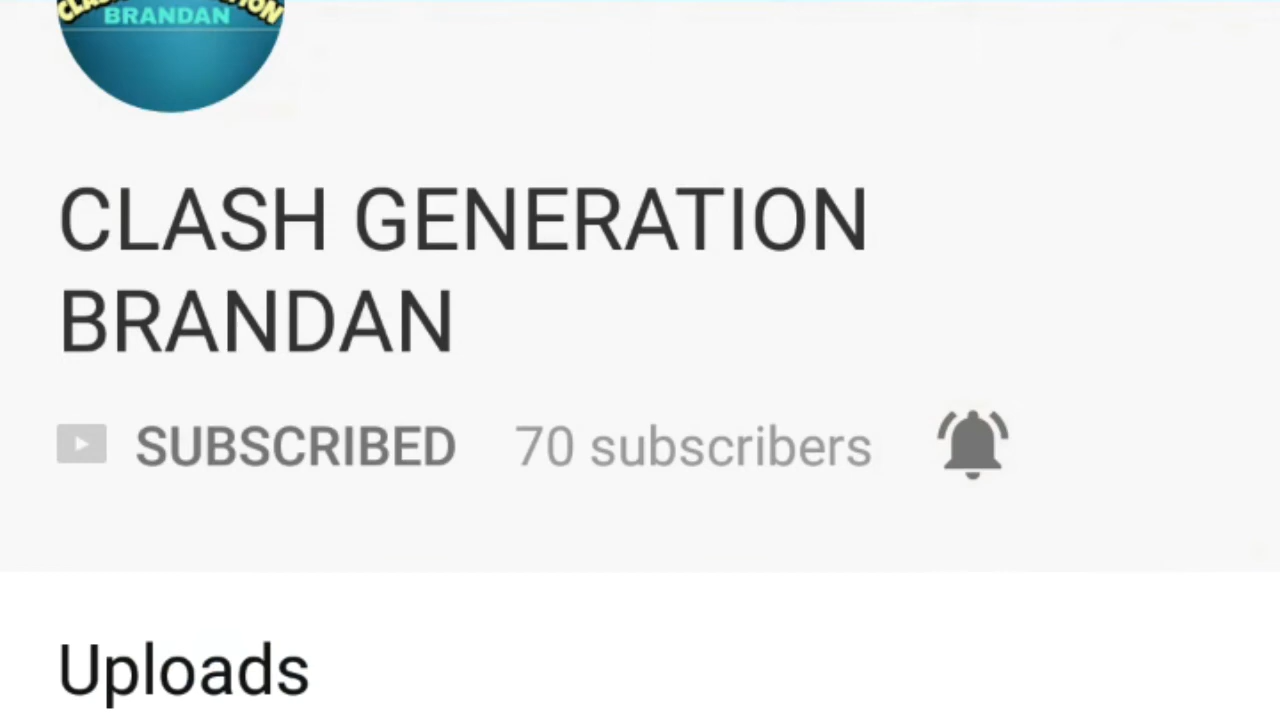 BRANDAN
CLASH GENERATION
BRANDAN
SUBSCRIBED 70 subscribers
Uploads